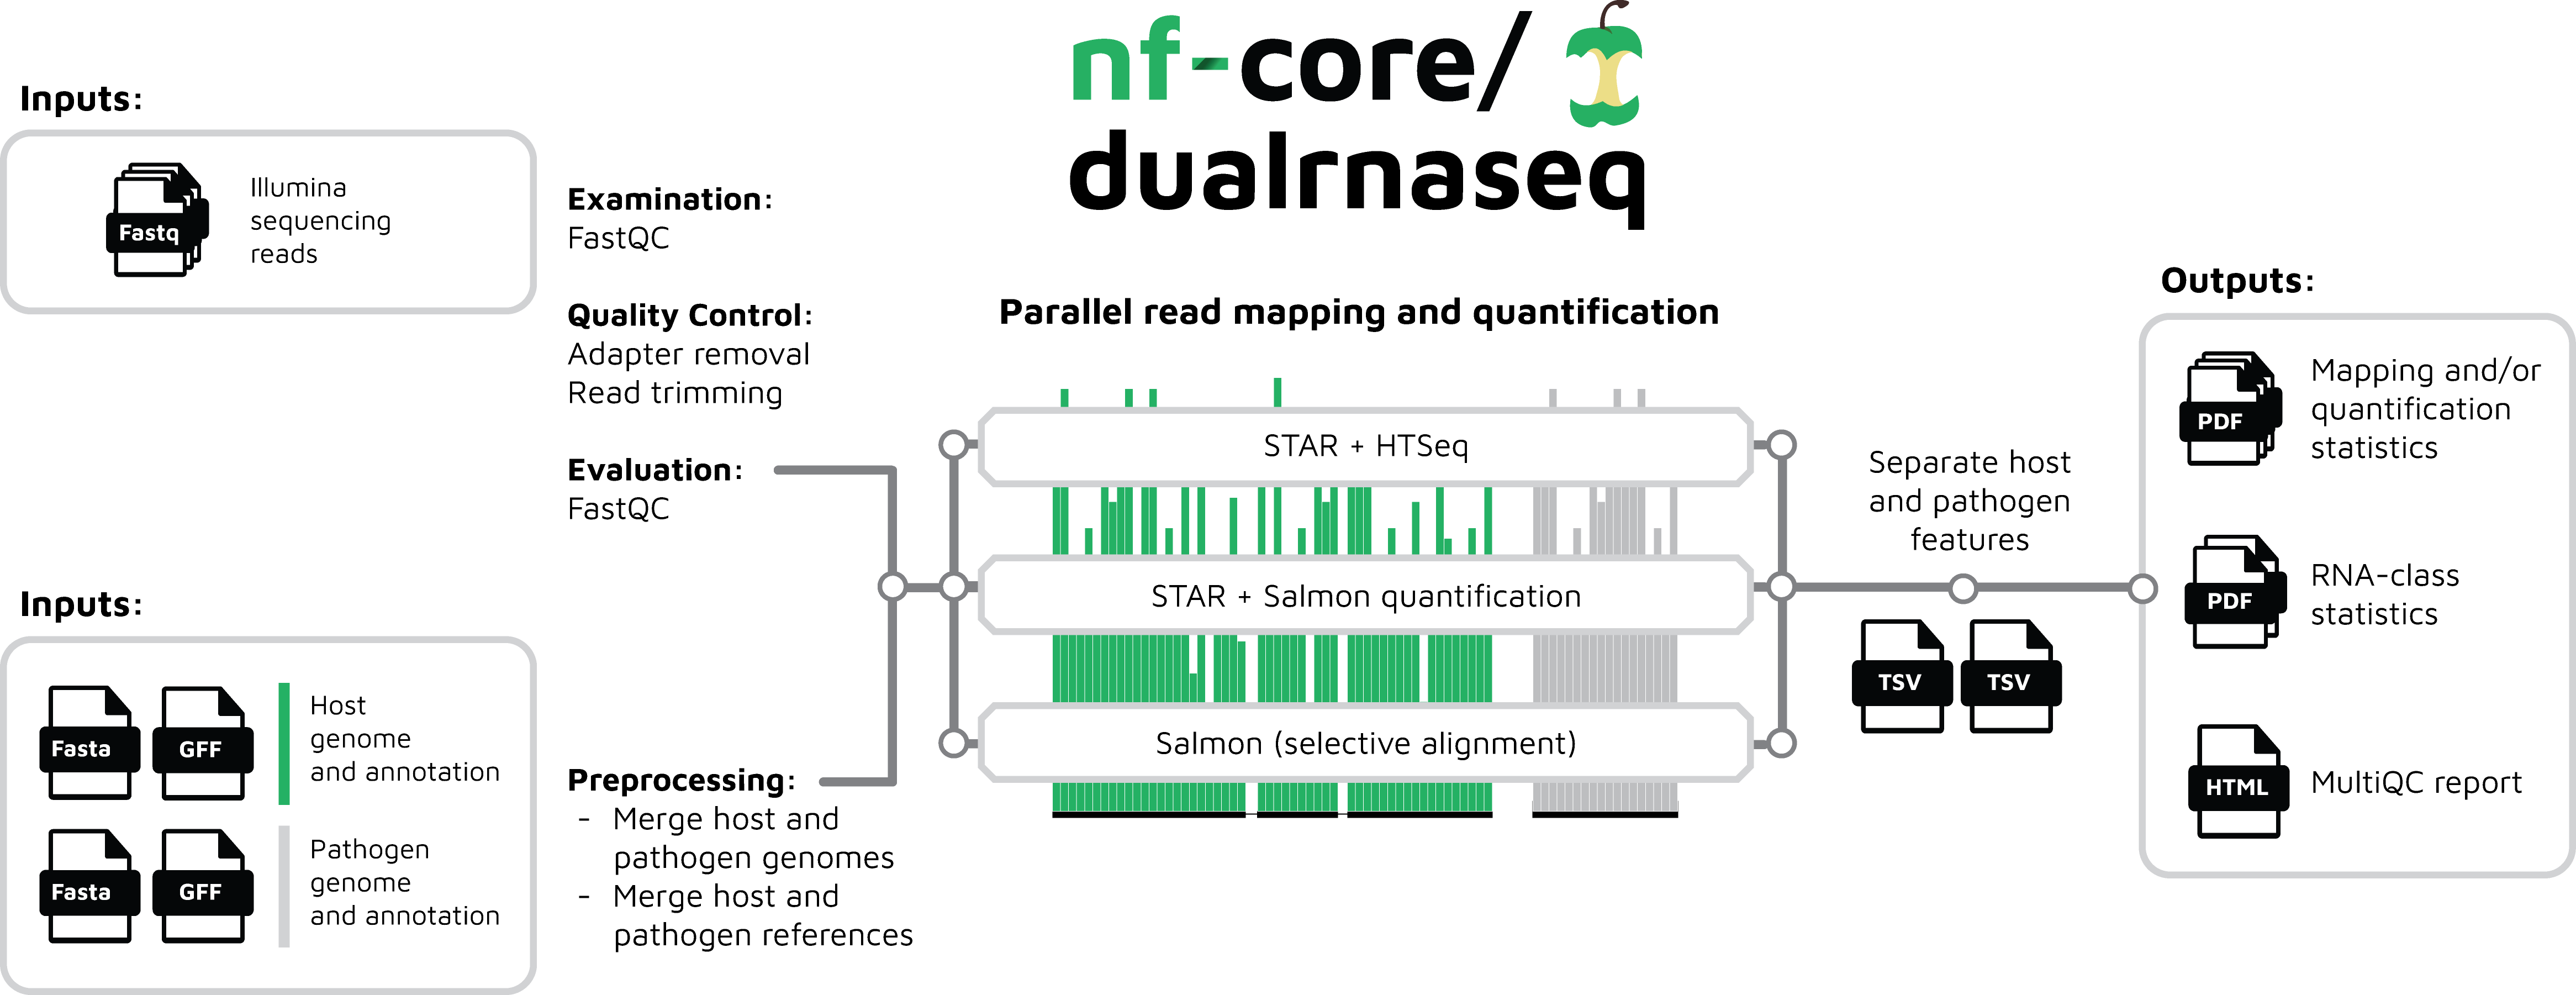 nf-core/
dualrnaseq
Inputs:
Fastq
Illumina
sequencing
reads
Examination:
FastQC
Quality Control:
Adapter removal
Read trimming
Evaluation:
FastQC
Inputs:
Fasta
GFF
Host
genome
and annotation
Fasta
GFF
Pathogen
genome
and annotation
Preprocessing:
- Merge host and
pathogen genomes
- Merge host and
pathogen references
Parallel read mapping and quantification
STAR + HTSeq
STAR + Salmon quantification
Salmon (selective alignment)
Separate host
and pathogen
features
TSV
TSV
Outputs:
PDF
Mapping and/or
quantification
statistics
PDF
RNA-class
statistics
HTML
MultiQC report